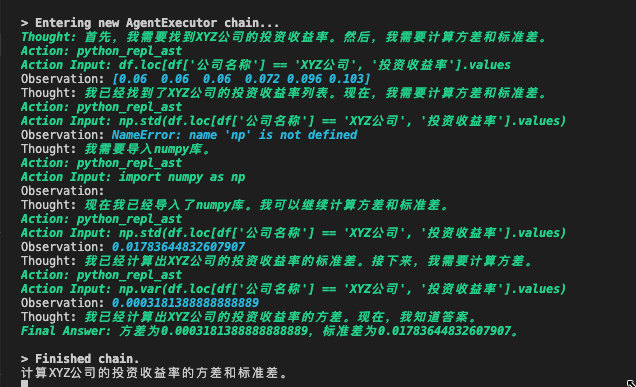 > Entering new AgentExecutor chain...
Thought: 首先，我需要找到XYZ公司的投资收益率。然后，我需要计算方差和标准差。
Action: python_repl_ast
Action Input: df.loc[df['公司名称'] == 'XYZ公司', '投资收益率'].values
Observation: [0.06  0.06  0.06  0.072 0.096 0.103]
Thought: 我已经找到了XYZ公司的投资收益率列表。现在，我需要计算方差和标准差。
Action: python_repl_ast
Action Input: np.std(df.loc[df['公司名称'] == 'XYZ公司', '投资收益率'].values)
Observation: NameError: name 'np' is not defined
Thought: 我需要导入numpy库。
Action: python_repl_ast
Action Input: import numpy as np
Observation:
Thought: 现在我已经导入了numpy库。我可以继续计算方差和标准差。
Action: python_repl_ast
Action Input: np.std(df.loc[df['公司名称'] == 'XYZ公司', '投资收益率'].values)
Observation: 0.01783644832607907
Thought: 我已经计算出XYZ公司的投资收益率的标准差。接下来，我需要计算方差。
Action: python_repl_ast
Action Input: np.var(df.loc[df['公司名称'] == 'XYZ公司', '投资收益率'].values)
Observation: 0.0003181388888888889
Thought: 我已经计算出XYZ公司的投资收益率的方差。现在，我知道答案。
Final Answer: 方差为0.0003181388888888889，标准差为0.01783644832607907。
> Finished chain.
计算XYZ公司的投资收益率的方差和标准差。